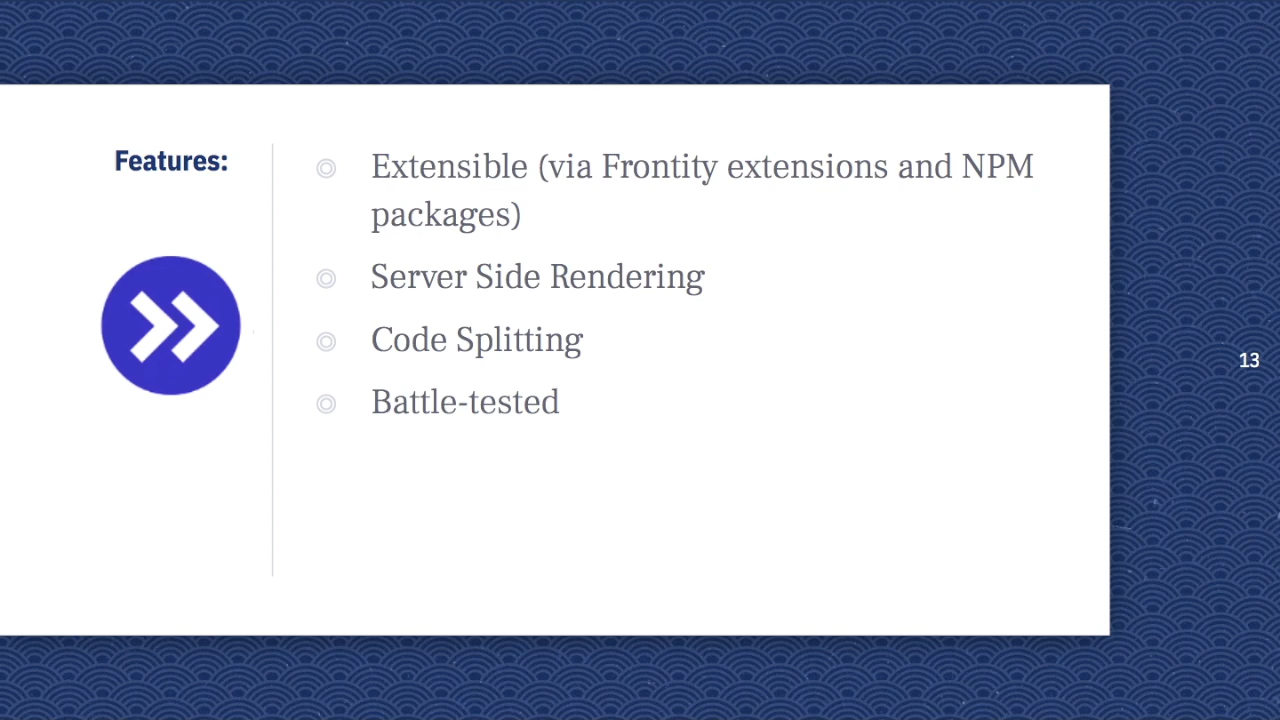 Features:
Extensible (via Frontity extensions and NPM
packages)
Server Side Rendering
Code Splitting
Battle-tested
13